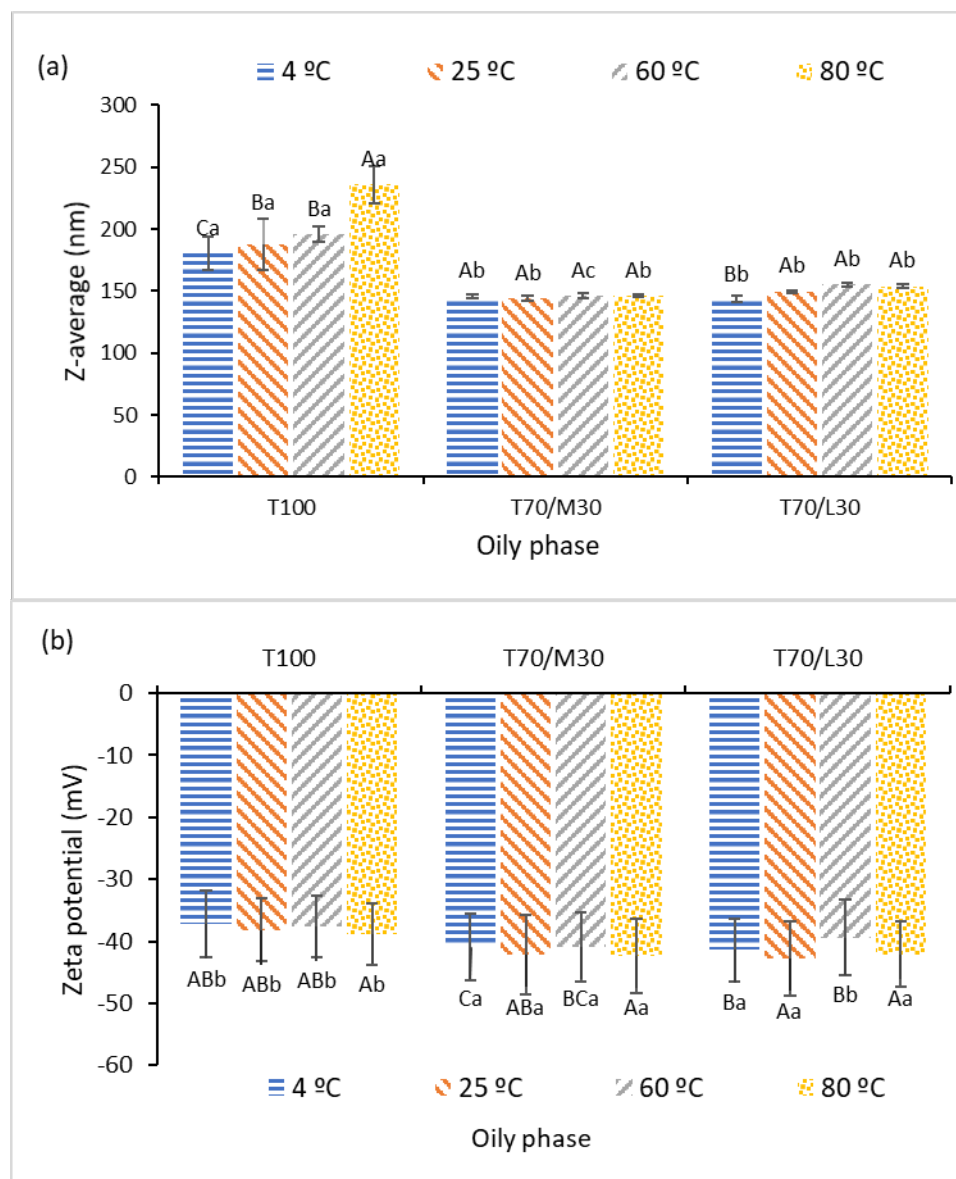 (a)
4 ºC 25 ºC 60 ºC 80 ºC
Z-average (nm)
300
250
200
150
100
50
0
Ca Ba Ba Aa
Ab Ab Ac Ab
Bb Ab Ab Ab
T100 T70/M30 T70/L30
Oily phase
(b)
T100 T70/M30 T70/L30
Zeta potential (mV)
0
-10
-20
-30
-40
-50
-60
ABb ABb ABb Ab
Ca ABa BCa Aa
Ba Aa Bb Aa
4 ºC 25 ºC 60 ºC 80 ºC
Oily phase